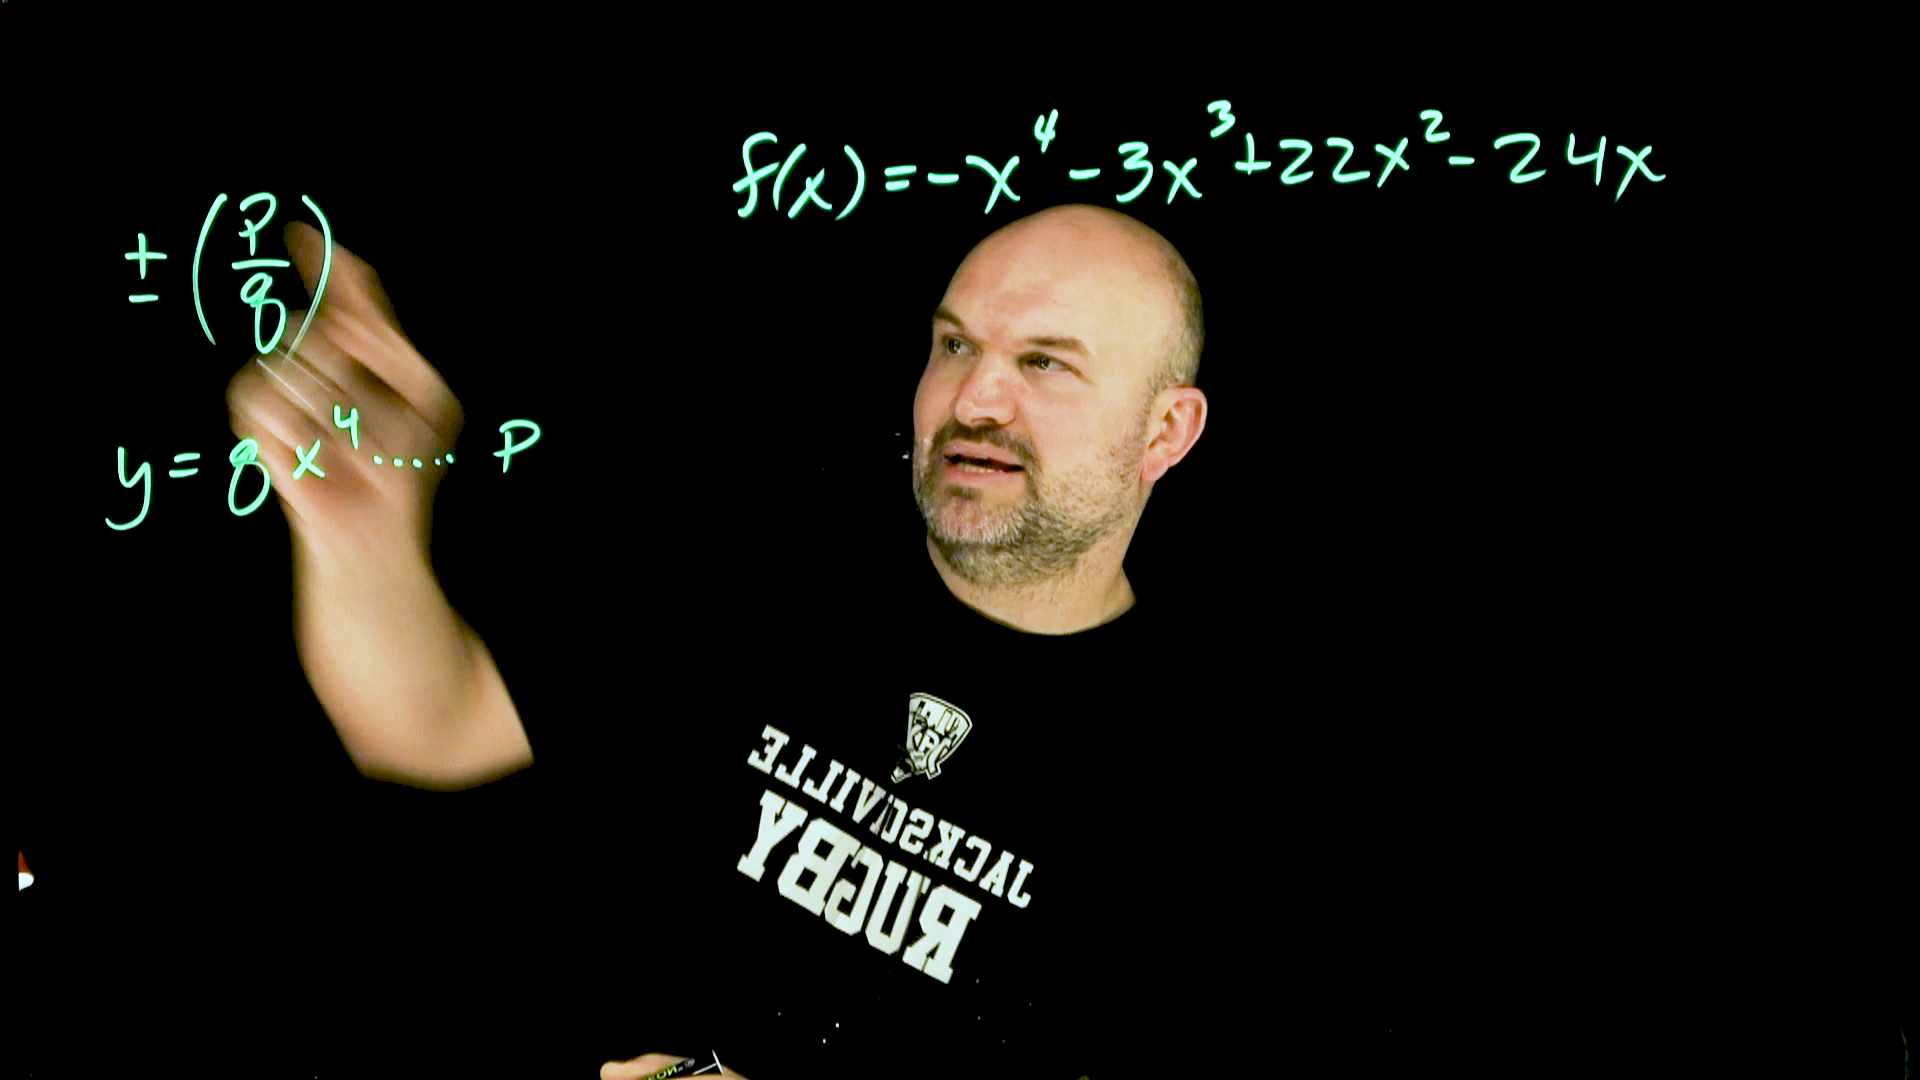 f(x) = -x⁴ - 3x³ + 22x² - 24x
± (p/q)
y = qx⁴ ..... p
JACKSONVILLE
RUGBY